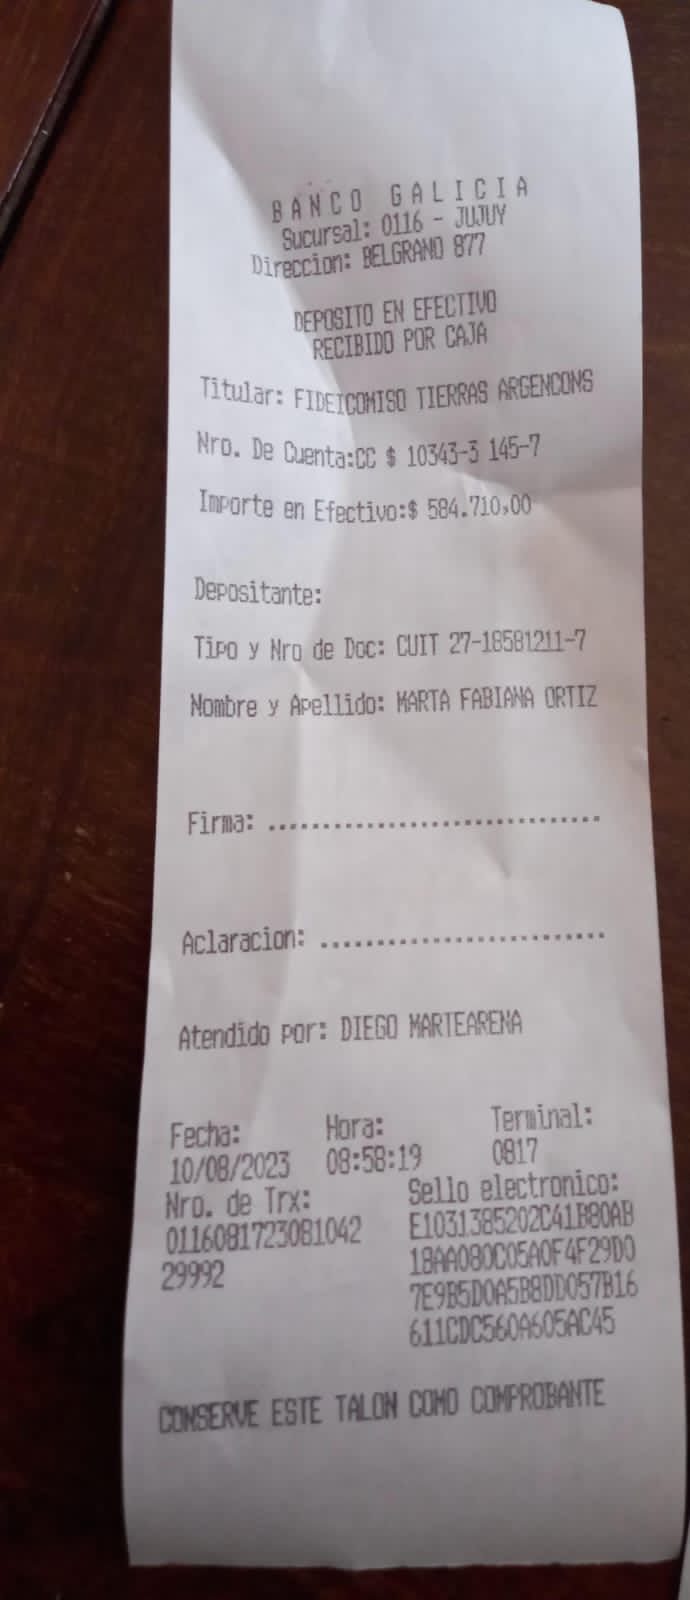 BANCO GALICIA
Sucursal: 0116 - JUJUY
Direccion: BELGRANO 877
DEPOSITO EN EFECTIVO
RECIBIDO POR CAJA
Titular: FIDEICOMISO TIERRAS ARGENCONS
Nro. De Cuenta:CC $ 10343-3 145-7
Importe en Efectivo:$ 584.710,00
Depositante:
Tipo y Nro de Doc: CUIT 27-18581211-7
Nombre y Apellido: MARTA FABIANA ORTIZ
Firma: ..............................
Aclaracion: ..........................
Atendido por: DIEGO MARTEARENA
Fecha: Hora: Terminal:
10/08/2023 08:58:19 0817
Nro. de Trx: Sello electronico:
0116081723081042 E1031385202C41B80AB
29992 18AA080C05A0F4F29D0
7E9B5D0A5B8DD057B16
611CDC560A605AC45
CONSERVE ESTE TALON COMO COMPROBANTE